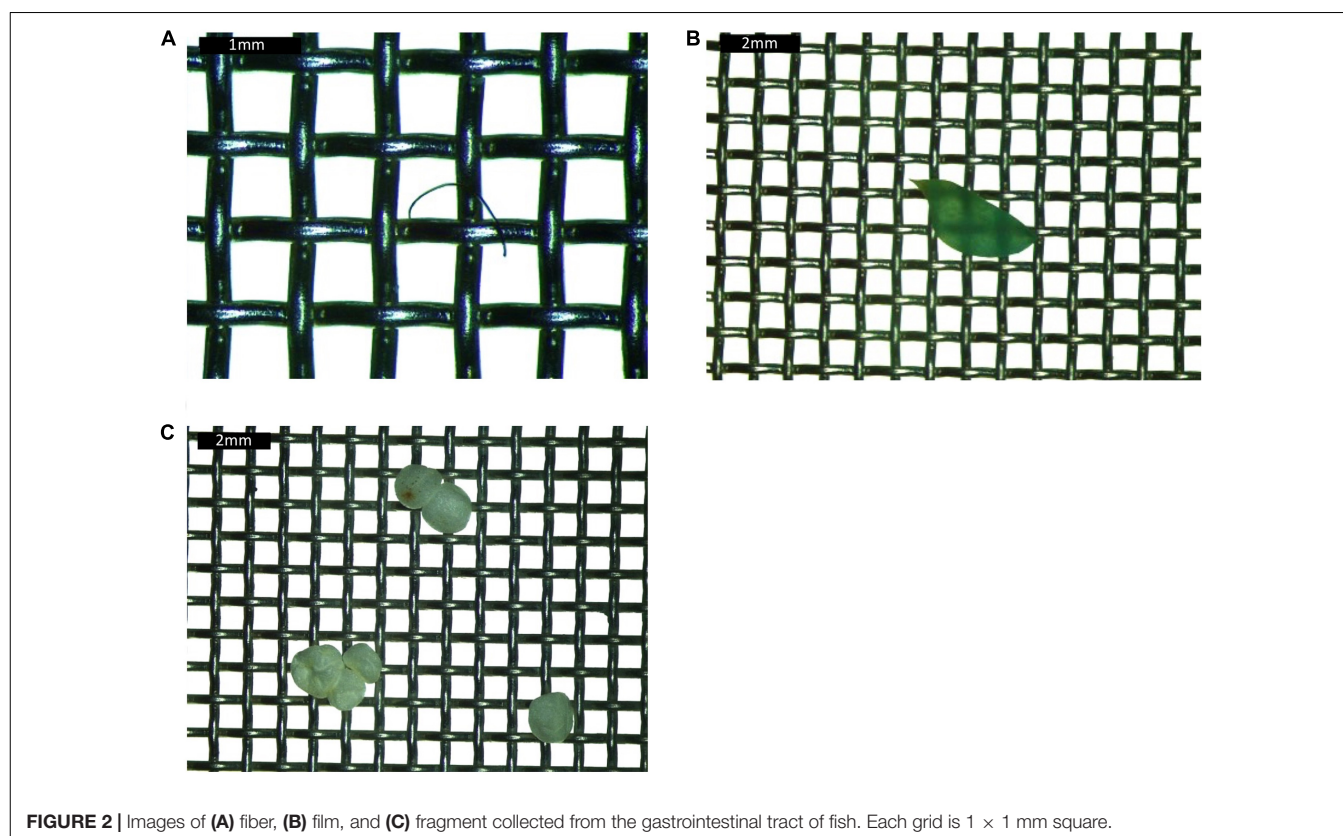 A
1mm
B
2mm
C
2mm
FIGURE 2 | Images of (A) fiber, (B) film, and (C) fragment collected from the gastrointestinal tract of fish. Each grid is 1 × 1 mm square.